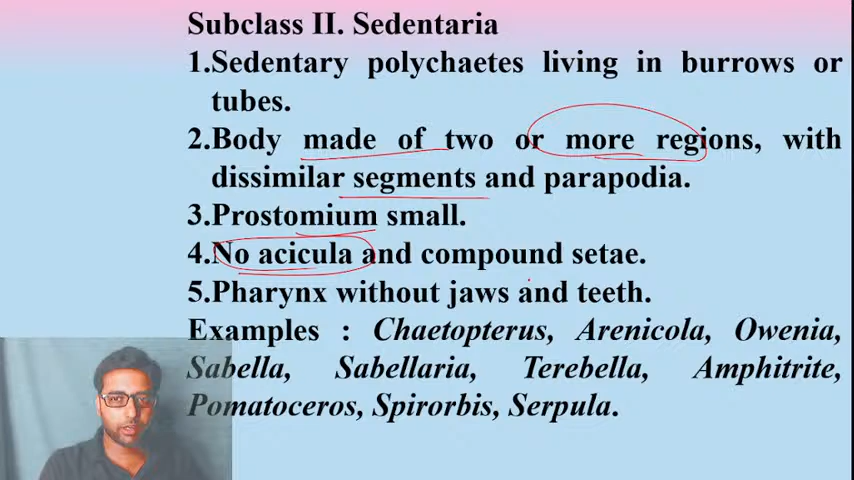 Subclass II. Sedentaria
1.Sedentary polychaetes living in burrows or
tubes.
2.Body made of two or more regions, with
dissimilar segments and parapodia.
3.Prostomium small.
4.No acicula and compound setae.
5.Pharynx without jaws and teeth.
Examples : Chaetopterus, Arenicola, Owenia,
Sabella, Sabellaria, Terebella, Amphitrite,
Pomatoceros, Spirorbis, Serpula.